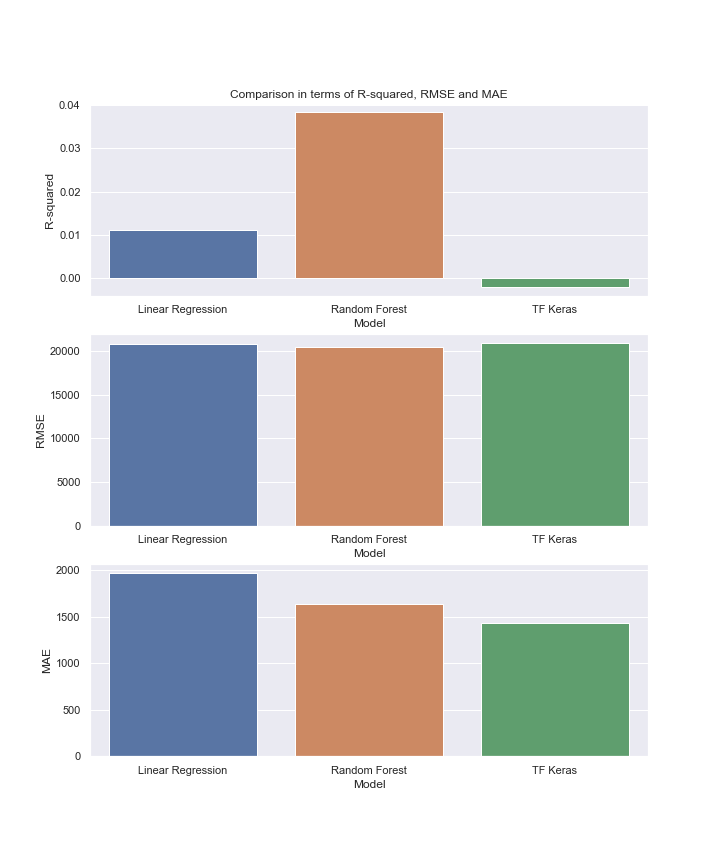 Comparison in terms of R-squared, RMSE and MAE
0.04
0.03
0.02
0.01
0.00
R-squared
Linear Regression Random Forest TF Keras
Model
20000
15000
10000
5000
0
RMSE
Linear Regression Random Forest TF Keras
Model
2000
1500
1000
500
0
MAE
Linear Regression Random Forest TF Keras
Model